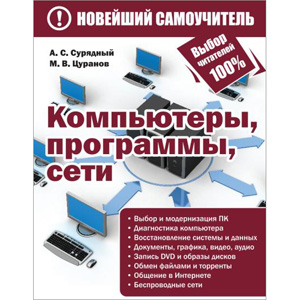 ! НОВЕЙШИЙ САМОУЧИТЕЛЬ
А. С. Сурядный
М. В. Цуранов
Выбор
читателей
100%
Компьютеры,
программы,
сети
• Выбор и модернизация ПК
• Диагностика компьютера
• Восстановление системы и данных
• Документы, графика, видео, аудио
• Запись DVD и образы дисков
• Обмен файлами и торренты
• Общение в Интернете
• Беспроводные сети